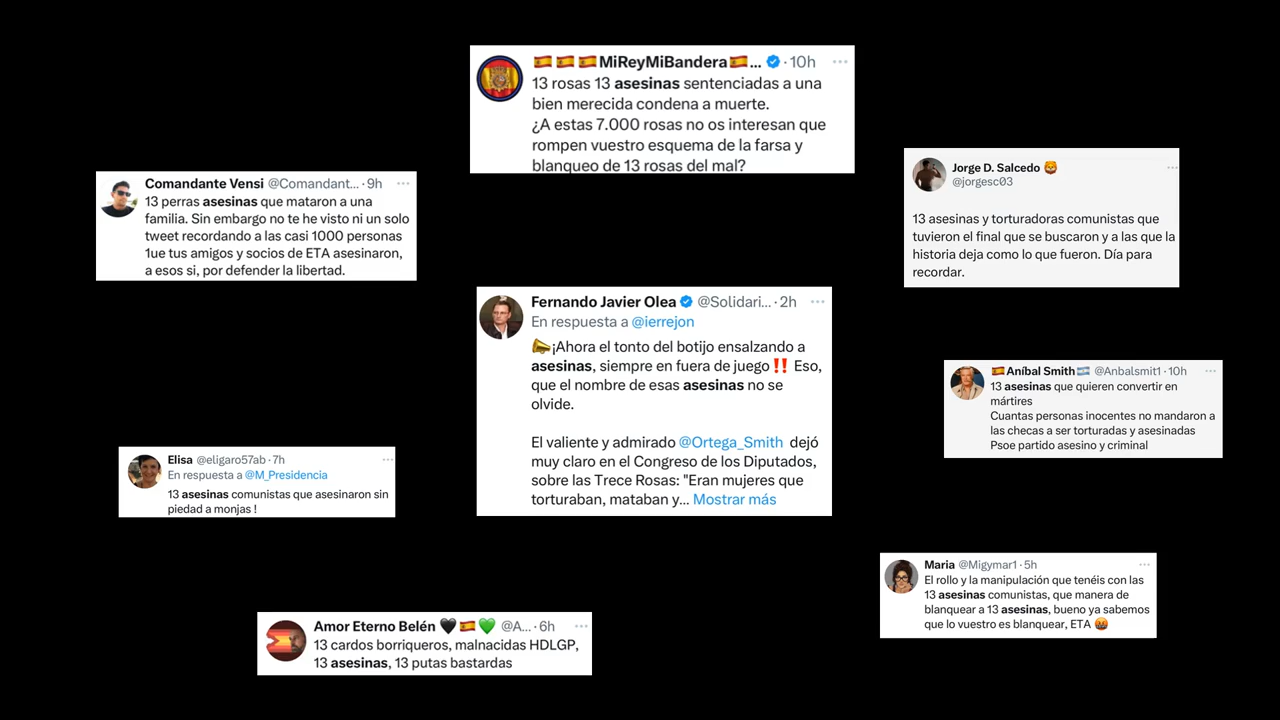 🇪🇸🇪🇸🇪🇸MiReyMiBandera🇪🇸... · 10h
13 rosas 13 asesinas sentenciadas a una
bien merecida condena a muerte.
¿A estas 7.000 rosas no os interesan que
rompen vuestro esquema de la farsa y
blanqueo de 13 rosas del mal?
Comandante Vensi @Comandant... · 9h
13 perras asesinas que mataron a una
familia. Sin embargo no te he visto ni un solo
tweet recordando a las casi 1000 personas
1ue tus amigos y socios de ETA asesinaron,
a esos si, por defender la libertad.
Jorge D. Salcedo 🦁
@jorgesc03
13 asesinas y torturadoras comunistas que
tuvieron el final que se buscaron y a las que la
historia deja como lo que fueron. Día para
recordar.
Fernando Javier Olea @Solidari... · 2h
En respuesta a @ierrejon
📣¡Ahora el tonto del botijo ensalzando a
asesinas, siempre en fuera de juego‼️ Eso,
que el nombre de esas asesinas no se
olvide.
El valiente y admirado @Ortega_Smith dejó
muy claro en el Congreso de los Diputados,
sobre las Trece Rosas: "Eran mujeres que
torturaban, mataban y... Mostrar más
🇪🇸Aníbal Smith🇦🇷 @Anbalsmit1 · 10h
13 asesinas que quieren convertir en
mártires
Cuantas personas inocentes no mandaron a
las checas a ser torturadas y asesinadas
Psoe partido asesino y criminal
Elisa @eligaro57ab · 7h
En respuesta a @M_Presidencia
13 asesinas comunistas que asesinaron sin
piedad a monjas !
Maria @Migymar1 · 5h
El rollo y la manipulación que tenéis con las
13 asesinas comunistas, que manera de
blanquear a 13 asesinas, bueno ya sabemos
que lo vuestro es blanquear, ETA 🤬
Amor Eterno Belén 🖤🇪🇸💚 @A... · 6h
13 cardos borriqueros, malnacidas HDLGP,
13 asesinas, 13 putas bastardas